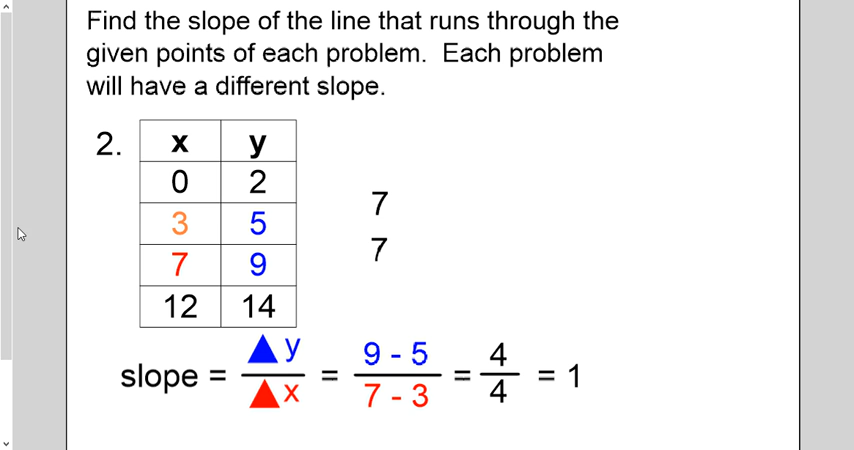 Find the slope of the line that runs through the
given points of each problem.  Each problem
will have a different slope.
2.
x y
0 2
3 5
7 9
12 14
7
7
slope = ▲y / ▲x = 9 - 5 / 7 - 3 = 4 / 4 = 1